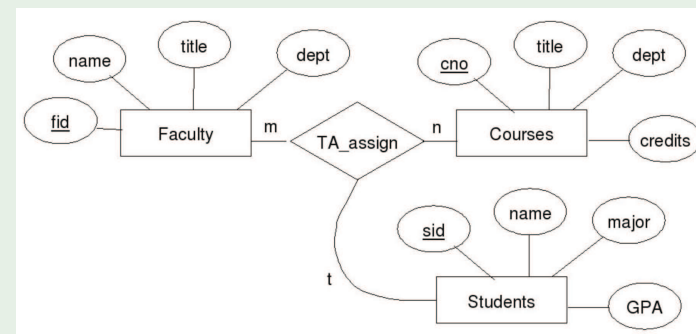 name
title
dept
fid
Faculty
m
TA_assign
n
cno
title
dept
Courses
credits
t
sid
name
major
Students
GPA